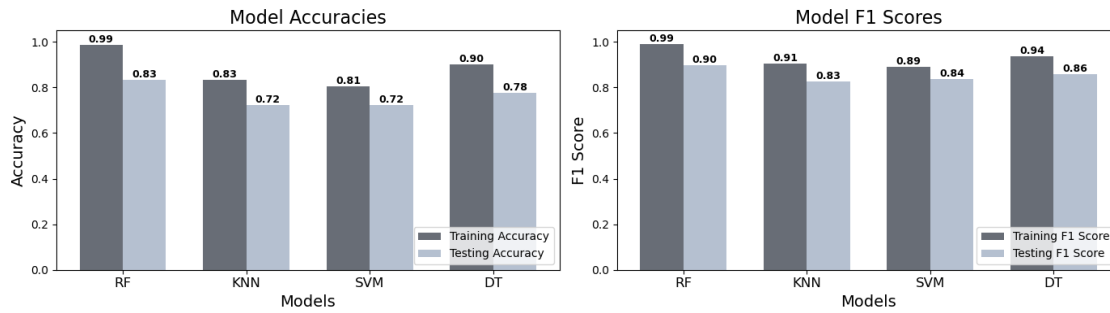 Model Accuracies
1.0
0.8
0.6
0.4
0.2
0.0
Accuracy
0.99
0.83
0.83
0.72
0.81
0.72
0.90
0.78
Training Accuracy
Testing Accuracy
RF
KNN
SVM
DT
Models
Model F1 Scores
1.0
0.8
0.6
0.4
0.2
0.0
F1 Score
0.99
0.90
0.91
0.83
0.89
0.84
0.94
0.86
Training F1 Score
Testing F1 Score
RF
KNN
SVM
DT
Models